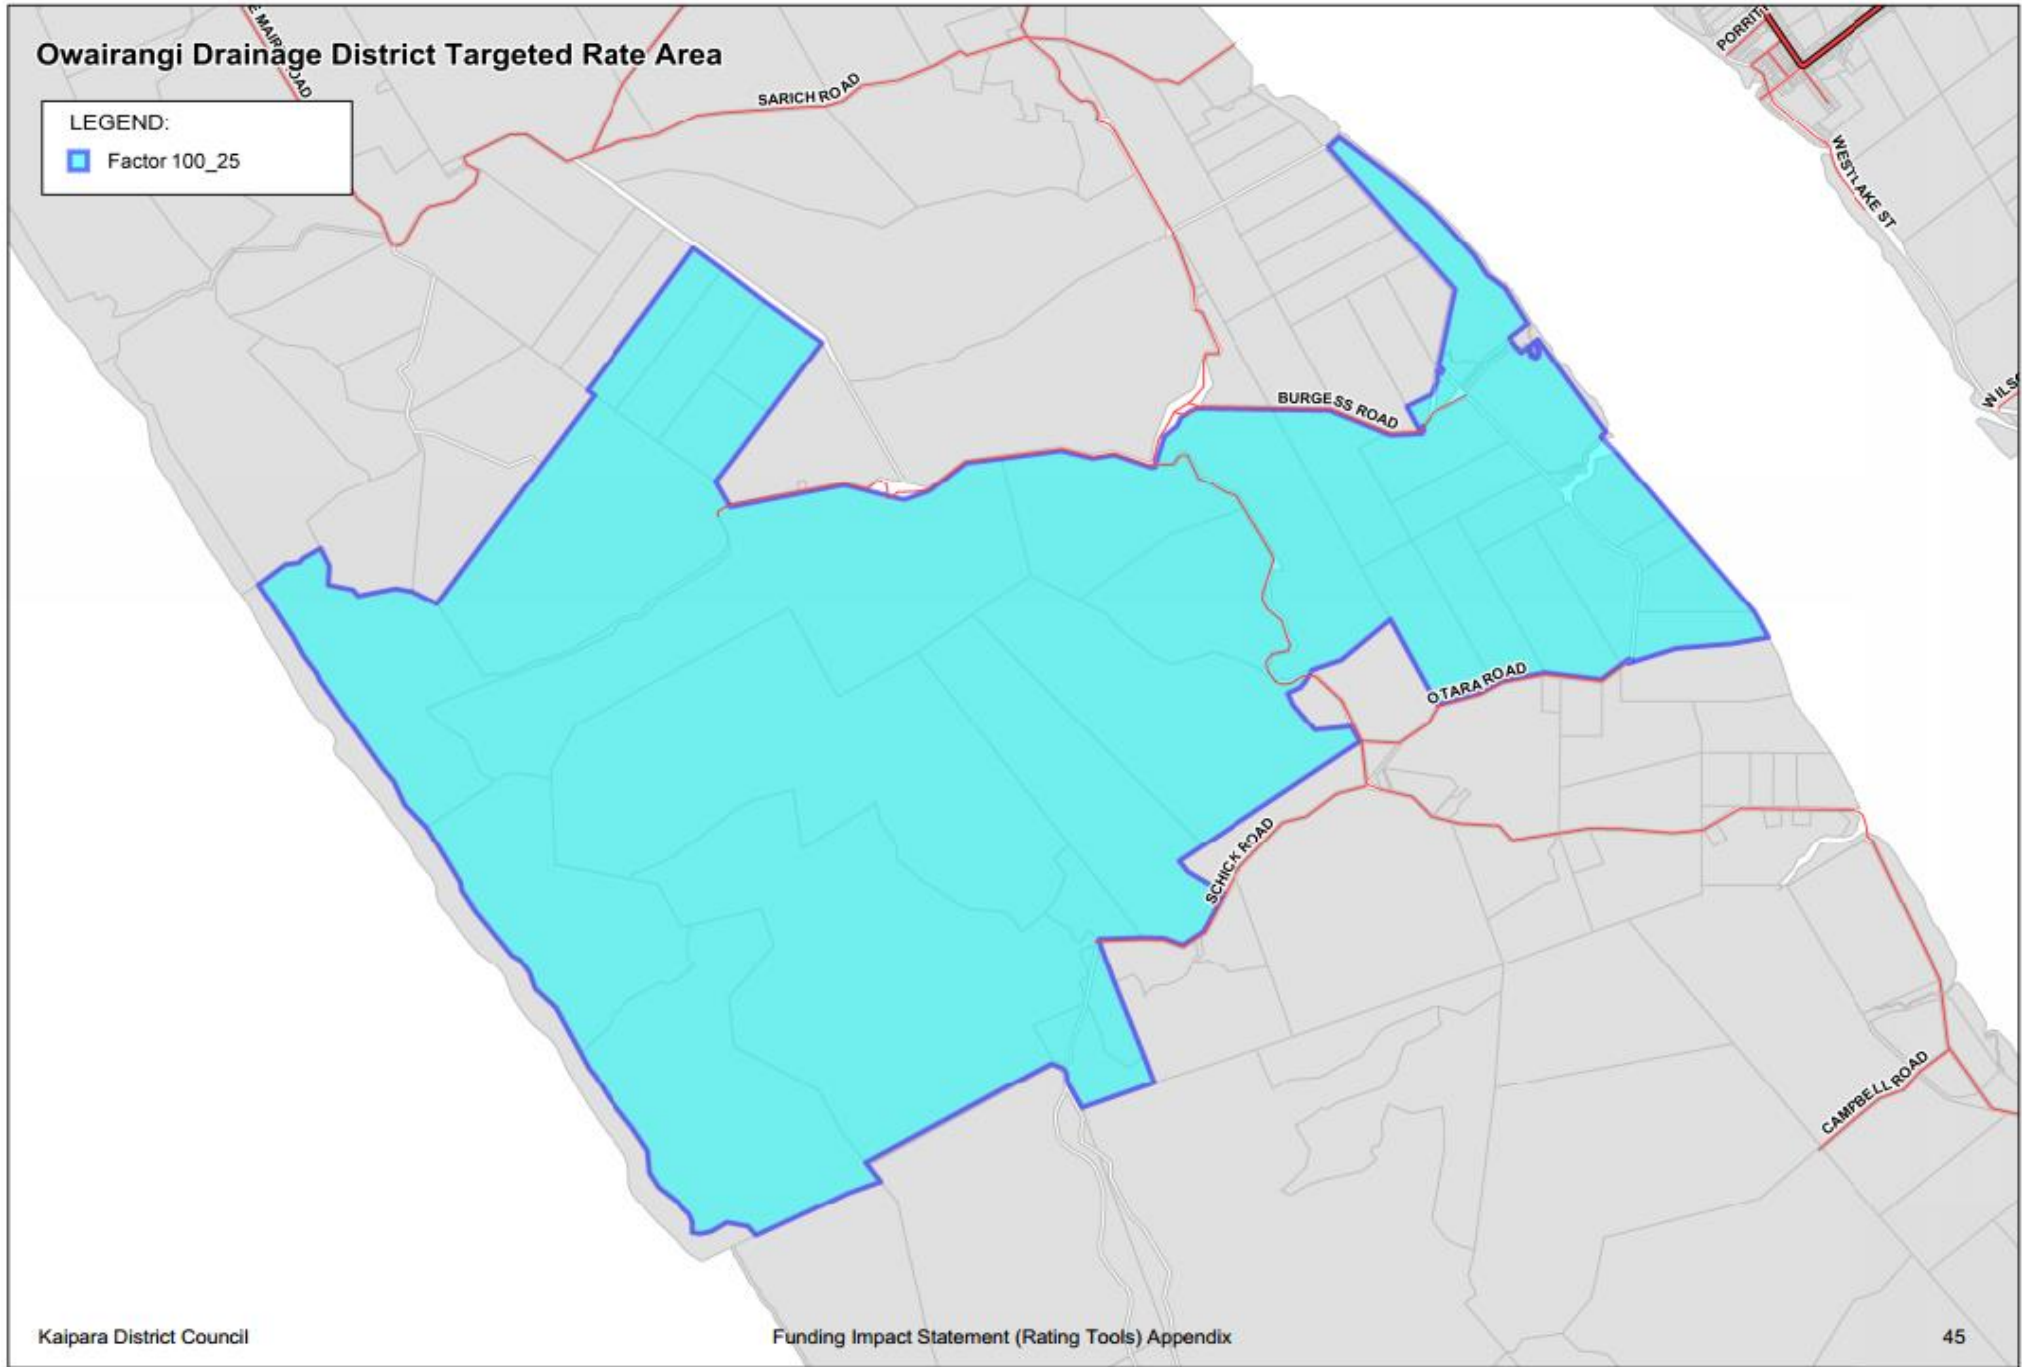 Owairangi Drainage District Targeted Rate Area
LEGEND:
Factor 100_25
SARICH ROAD
WESTLAKE ST
BURGESS ROAD
OTARA ROAD
SCHICK ROAD
CAMPBELL ROAD
Kaipara District Council
Funding Impact Statement (Rating Tools) Appendix
45